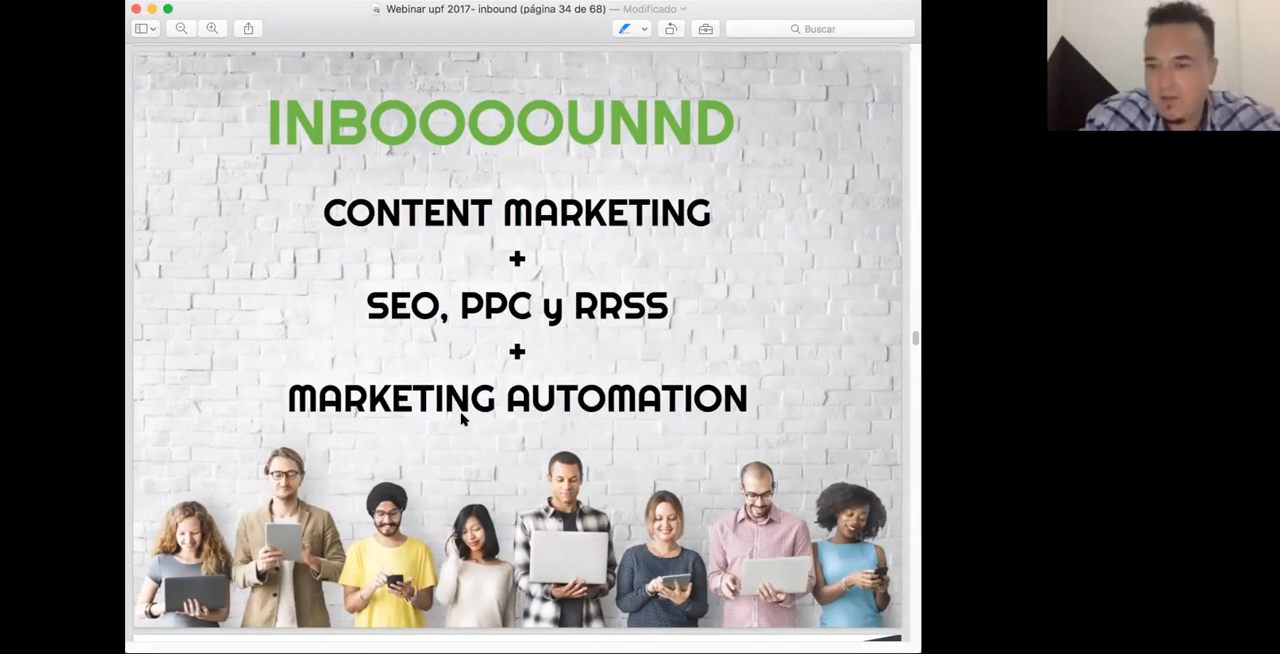 Webinar upf 2017- inbound (página 34 de 68) — Modificado
Buscar
INBOOOOUNND
CONTENT MARKETING
+
SEO, PPC y RRSS
+
MARKETING AUTOMATION